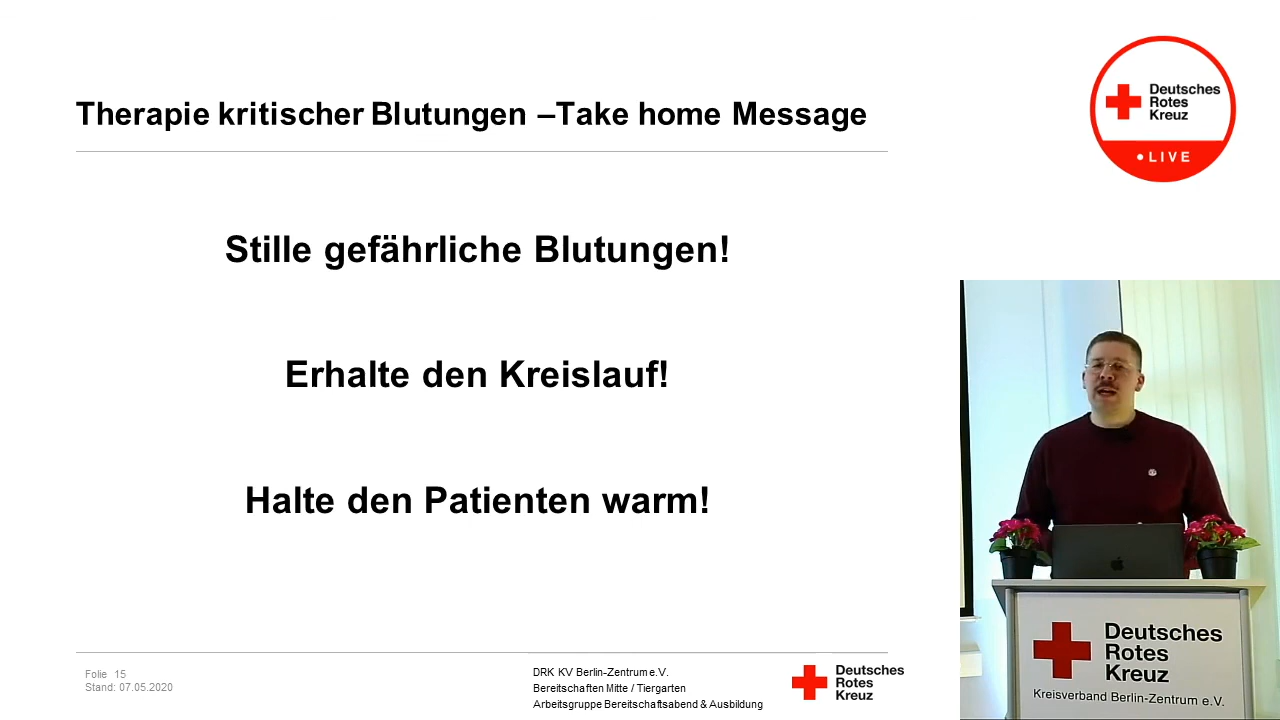 Therapie kritischer Blutungen –Take home Message
Deutsches
Rotes
Kreuz
LIVE
Stille gefährliche Blutungen!
Erhalte den Kreislauf!
Halte den Patienten warm!
Folie 15
Stand: 07.05.2020
DRK KV Berlin-Zentrum e.V.
Bereitschaften Mitte / Tiergarten
Arbeitsgruppe Bereitschaftsabend & Ausbildung
Deutsches
Rotes
Kreuz
Deutsches
Rotes
Kreuz
Kreisverband Berlin-Zentrum e.V.